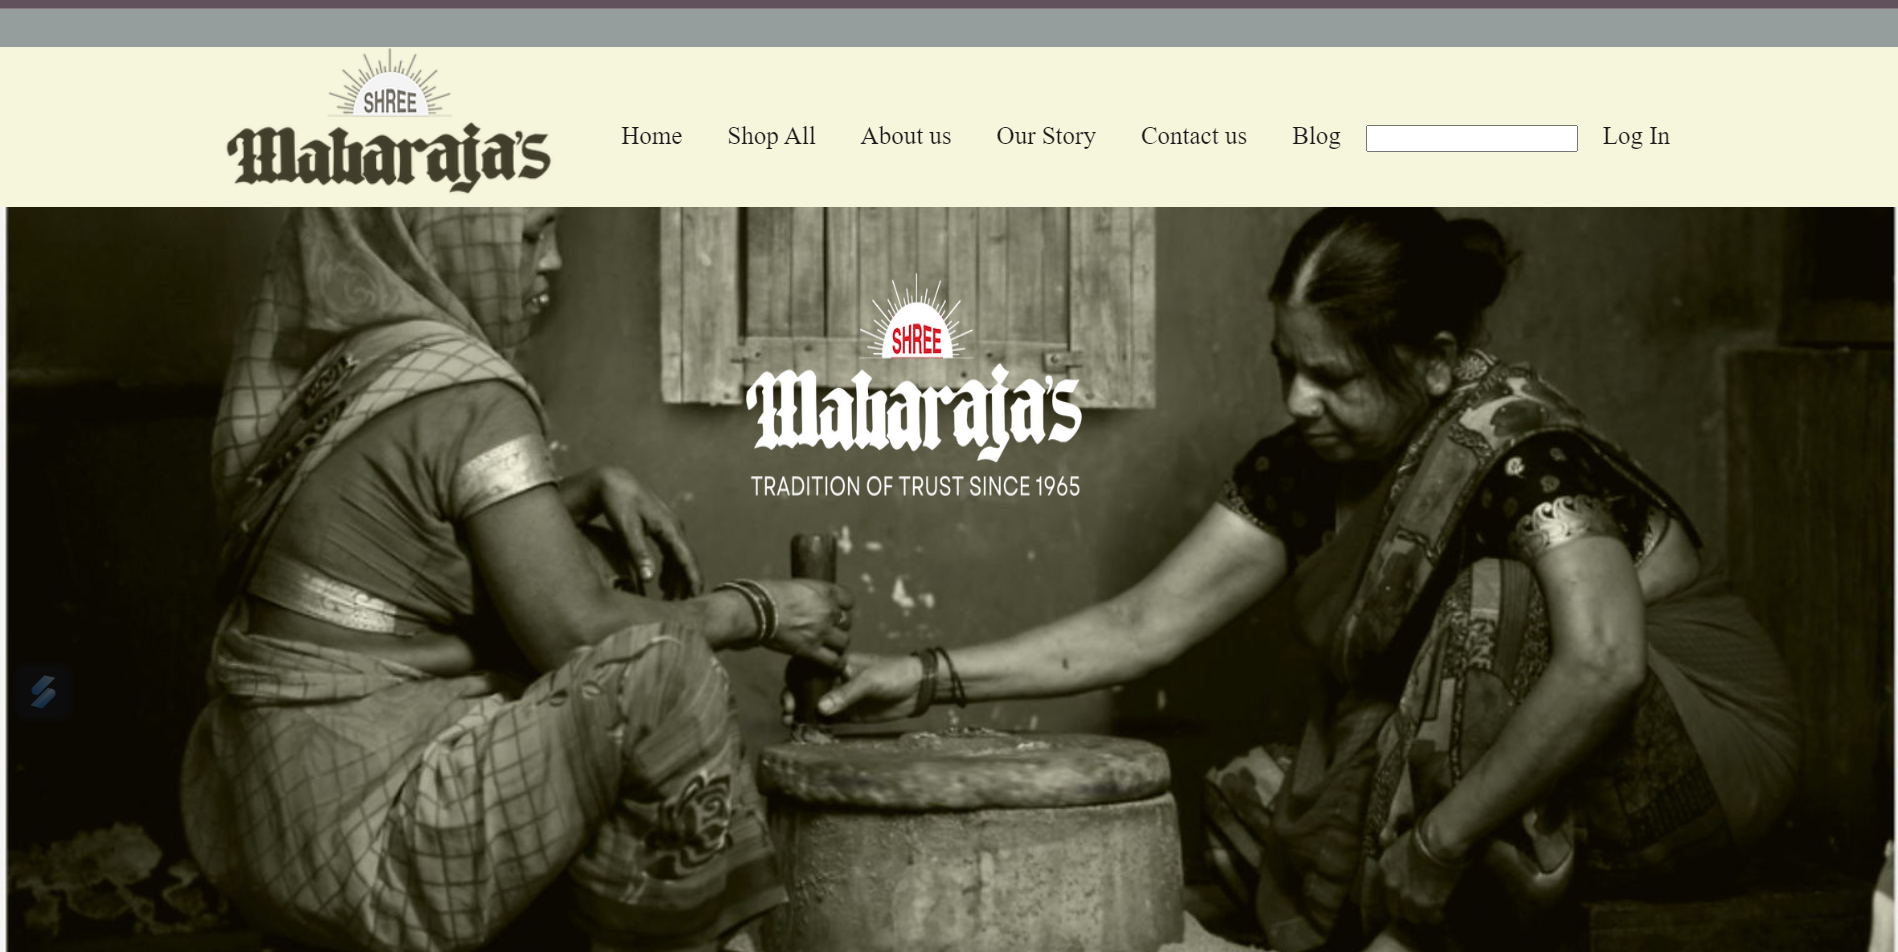 SHREE
Maharaja's
Home Shop All About us Our Story Contact us Blog Log In
SHREE
Maharaja's
TRADITION OF TRUST SINCE 1965